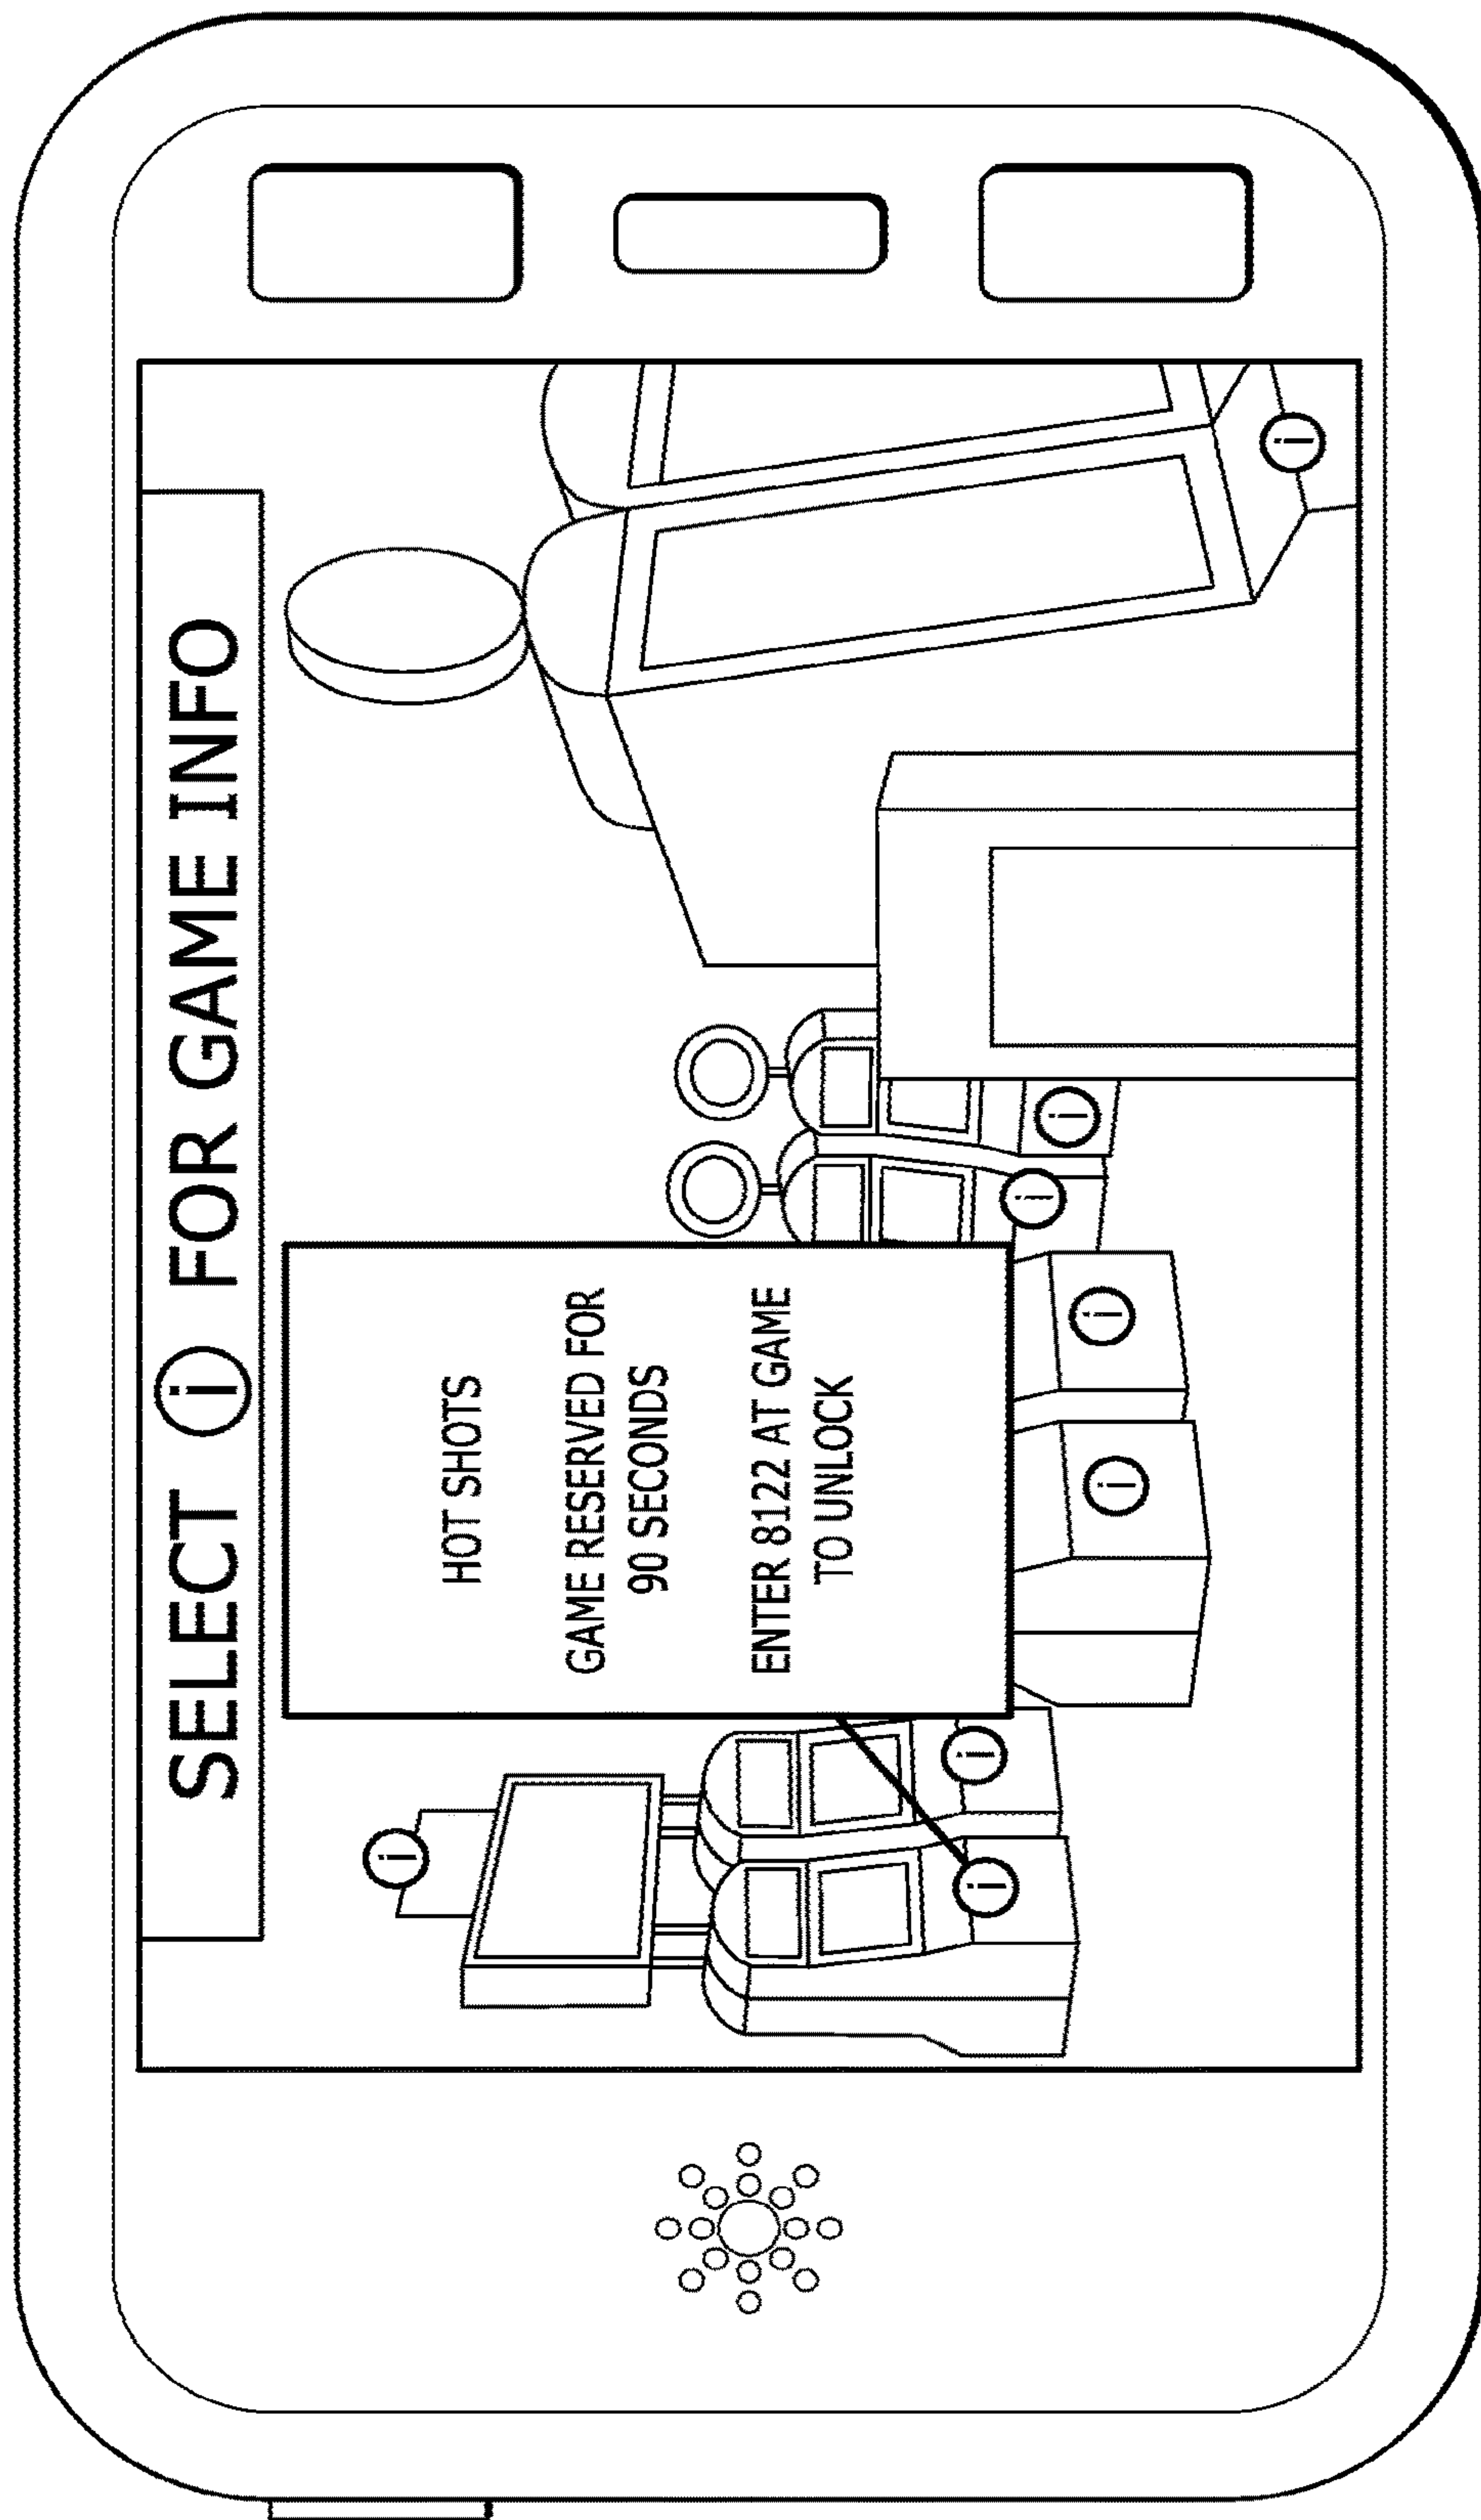 SELECT i FOR GAME INFO
HOT SHOTS
GAME RESERVED FOR
90 SECONDS
ENTER 8122 AT GAME
TO UNLOCK
i
i
i
i
i
i
i
i